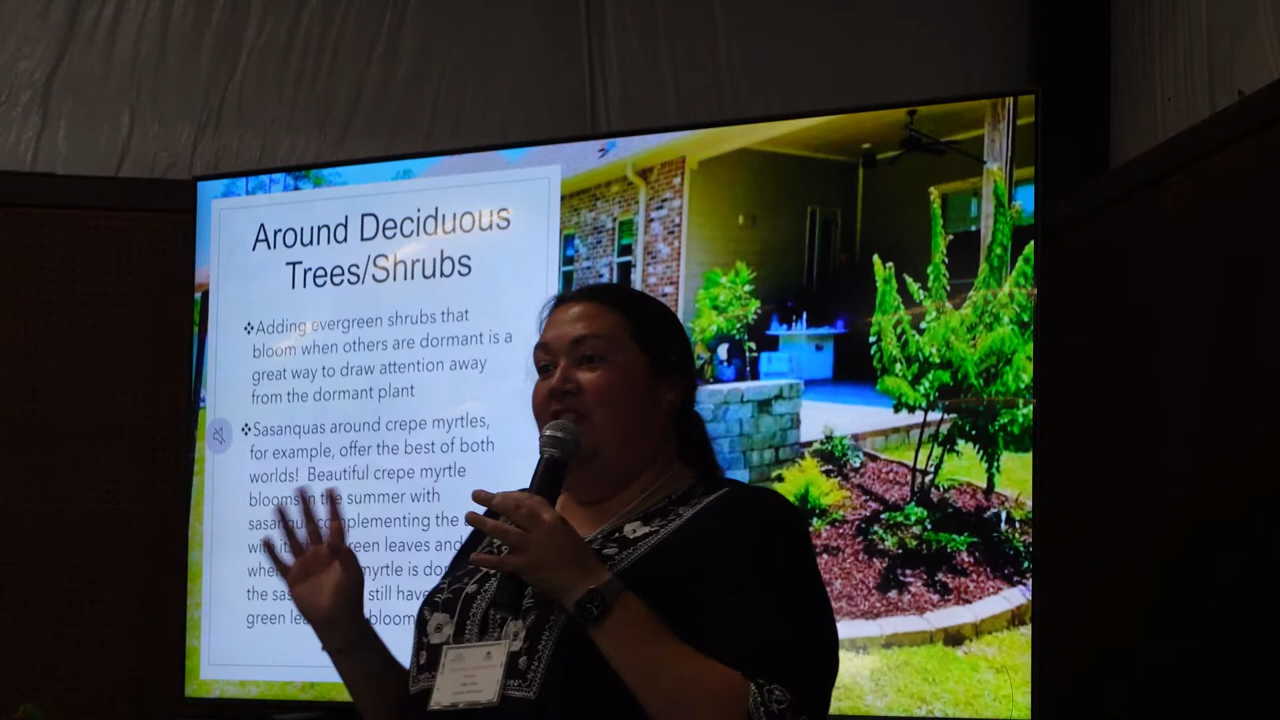 Around Deciduous
Trees/Shrubs
❖Adding evergreen shrubs that
bloom when others are dormant is a
great way to draw attention away
from the dormant plant
❖Sasanquas around crepe myrtles,
for example, offer the best of both
worlds! Beautiful crepe myrtle
blooms in the summer with
complementing the
green leaves and
myrtle is
the still have
green bloom